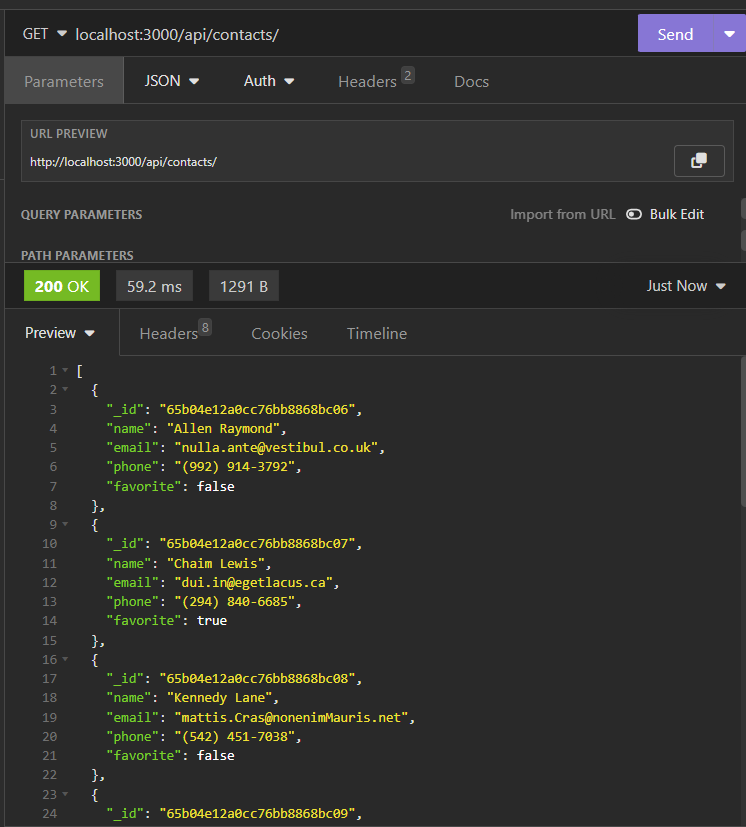 GET localhost:3000/api/contacts/ Send
Parameters JSON Auth Headers 2 Docs
URL PREVIEW
http://localhost:3000/api/contacts/
QUERY PARAMETERS Import from URL Bulk Edit
PATH PARAMETERS
200 OK 59.2 ms 1291 B Just Now
Preview Headers 8 Cookies Timeline
1 [
2 {
3 "_id": "65b04e12a0cc76bb8868bc06",
4 "name": "Allen Raymond",
5 "email": "nulla.ante@vestibul.co.uk",
6 "phone": "(992) 914-3792",
7 "favorite": false
8 },
9 {
10 "_id": "65b04e12a0cc76bb8868bc07",
11 "name": "Chaim Lewis",
12 "email": "dui.in@egetlacus.ca",
13 "phone": "(294) 840-6685",
14 "favorite": true
15 },
16 {
17 "_id": "65b04e12a0cc76bb8868bc08",
18 "name": "Kennedy Lane",
19 "email": "mattis.Cras@nonenimMauris.net",
20 "phone": "(542) 451-7038",
21 "favorite": false
22 },
23 {
24 "_id": "65b04e12a0cc76bb8868bc09",